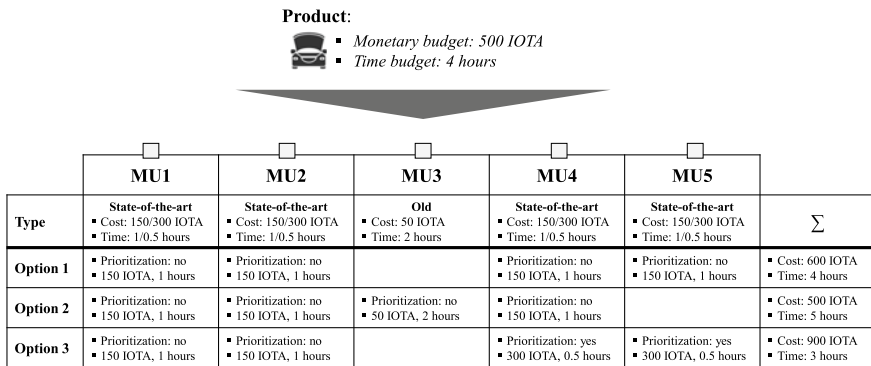 Product:
▪ Monetary budget: 500 IOTA
▪ Time budget: 4 hours
MU1 MU2 MU3 MU4 MU5
Type
State-of-the-art
▪ Cost: 150/300 IOTA
▪ Time: 1/0.5 hours
State-of-the-art
▪ Cost: 150/300 IOTA
▪ Time: 1/0.5 hours
Old
▪ Cost: 50 IOTA
▪ Time: 2 hours
State-of-the-art
▪ Cost: 150/300 IOTA
▪ Time: 1/0.5 hours
State-of-the-art
▪ Cost: 150/300 IOTA
▪ Time: 1/0.5 hours
∑
Option 1
▪ Prioritization: no
▪ 150 IOTA, 1 hours
▪ Prioritization: no
▪ 150 IOTA, 1 hours
▪ Prioritization: no
▪ 150 IOTA, 1 hours
▪ Prioritization: no
▪ 150 IOTA, 1 hours
▪ Cost: 600 IOTA
▪ Time: 4 hours
Option 2
▪ Prioritization: no
▪ 150 IOTA, 1 hours
▪ Prioritization: no
▪ 150 IOTA, 1 hours
▪ Prioritization: no
▪ 50 IOTA, 2 hours
▪ Prioritization: no
▪ 150 IOTA, 1 hours
▪ Cost: 500 IOTA
▪ Time: 5 hours
Option 3
▪ Prioritization: no
▪ 150 IOTA, 1 hours
▪ Prioritization: no
▪ 150 IOTA, 1 hours
▪ Prioritization: yes
▪ 300 IOTA, 0.5 hours
▪ Prioritization: yes
▪ 300 IOTA, 0.5 hours
▪ Cost: 900 IOTA
▪ Time: 3 hours